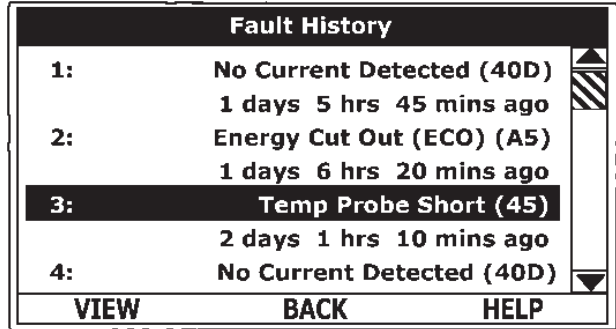 Fault History
1: No Current Detected (40D)
1 days 5 hrs 45 mins ago
2: Energy Cut Out (ECO) (A5)
1 days 6 hrs 20 mins ago
3: Temp Probe Short (45)
2 days 1 hrs 10 mins ago
4: No Current Detected (40D)
VIEW BACK HELP